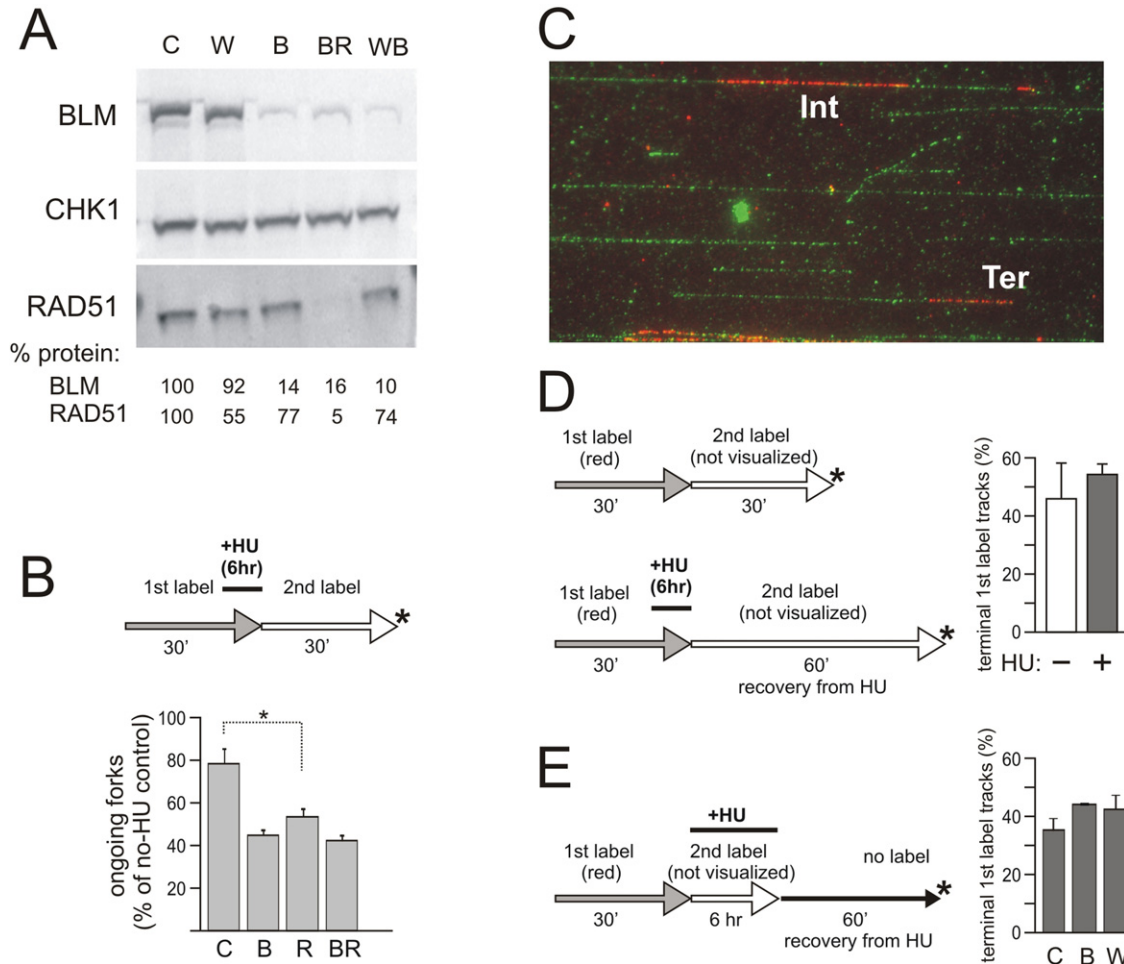 A
C W B BR WB
BLM
CHK1
RAD51
% protein:
BLM 100 92 14 16 10
RAD51 100 55 77 5 74
B
+HU
(6hr)
1st label 2nd label
*
30' 30'
ongoing forks
(% of no-HU control)
100
80
60
40
20
*
C B R BR
C
Int
Ter
D
1st label
(red)
2nd label
(not visualized)
*
30' 30'
+HU
(6hr)
1st label
(red)
2nd label
(not visualized)
*
30' 60'
recovery from HU
terminal 1st label tracks (%)
60
40
20
0
HU: − +
E
+HU
1st label
(red)
2nd label
(not visualized)
no label
*
30' 6 hr 60'
recovery from HU
terminal 1st label tracks (%)
60
40
20
0
C B W